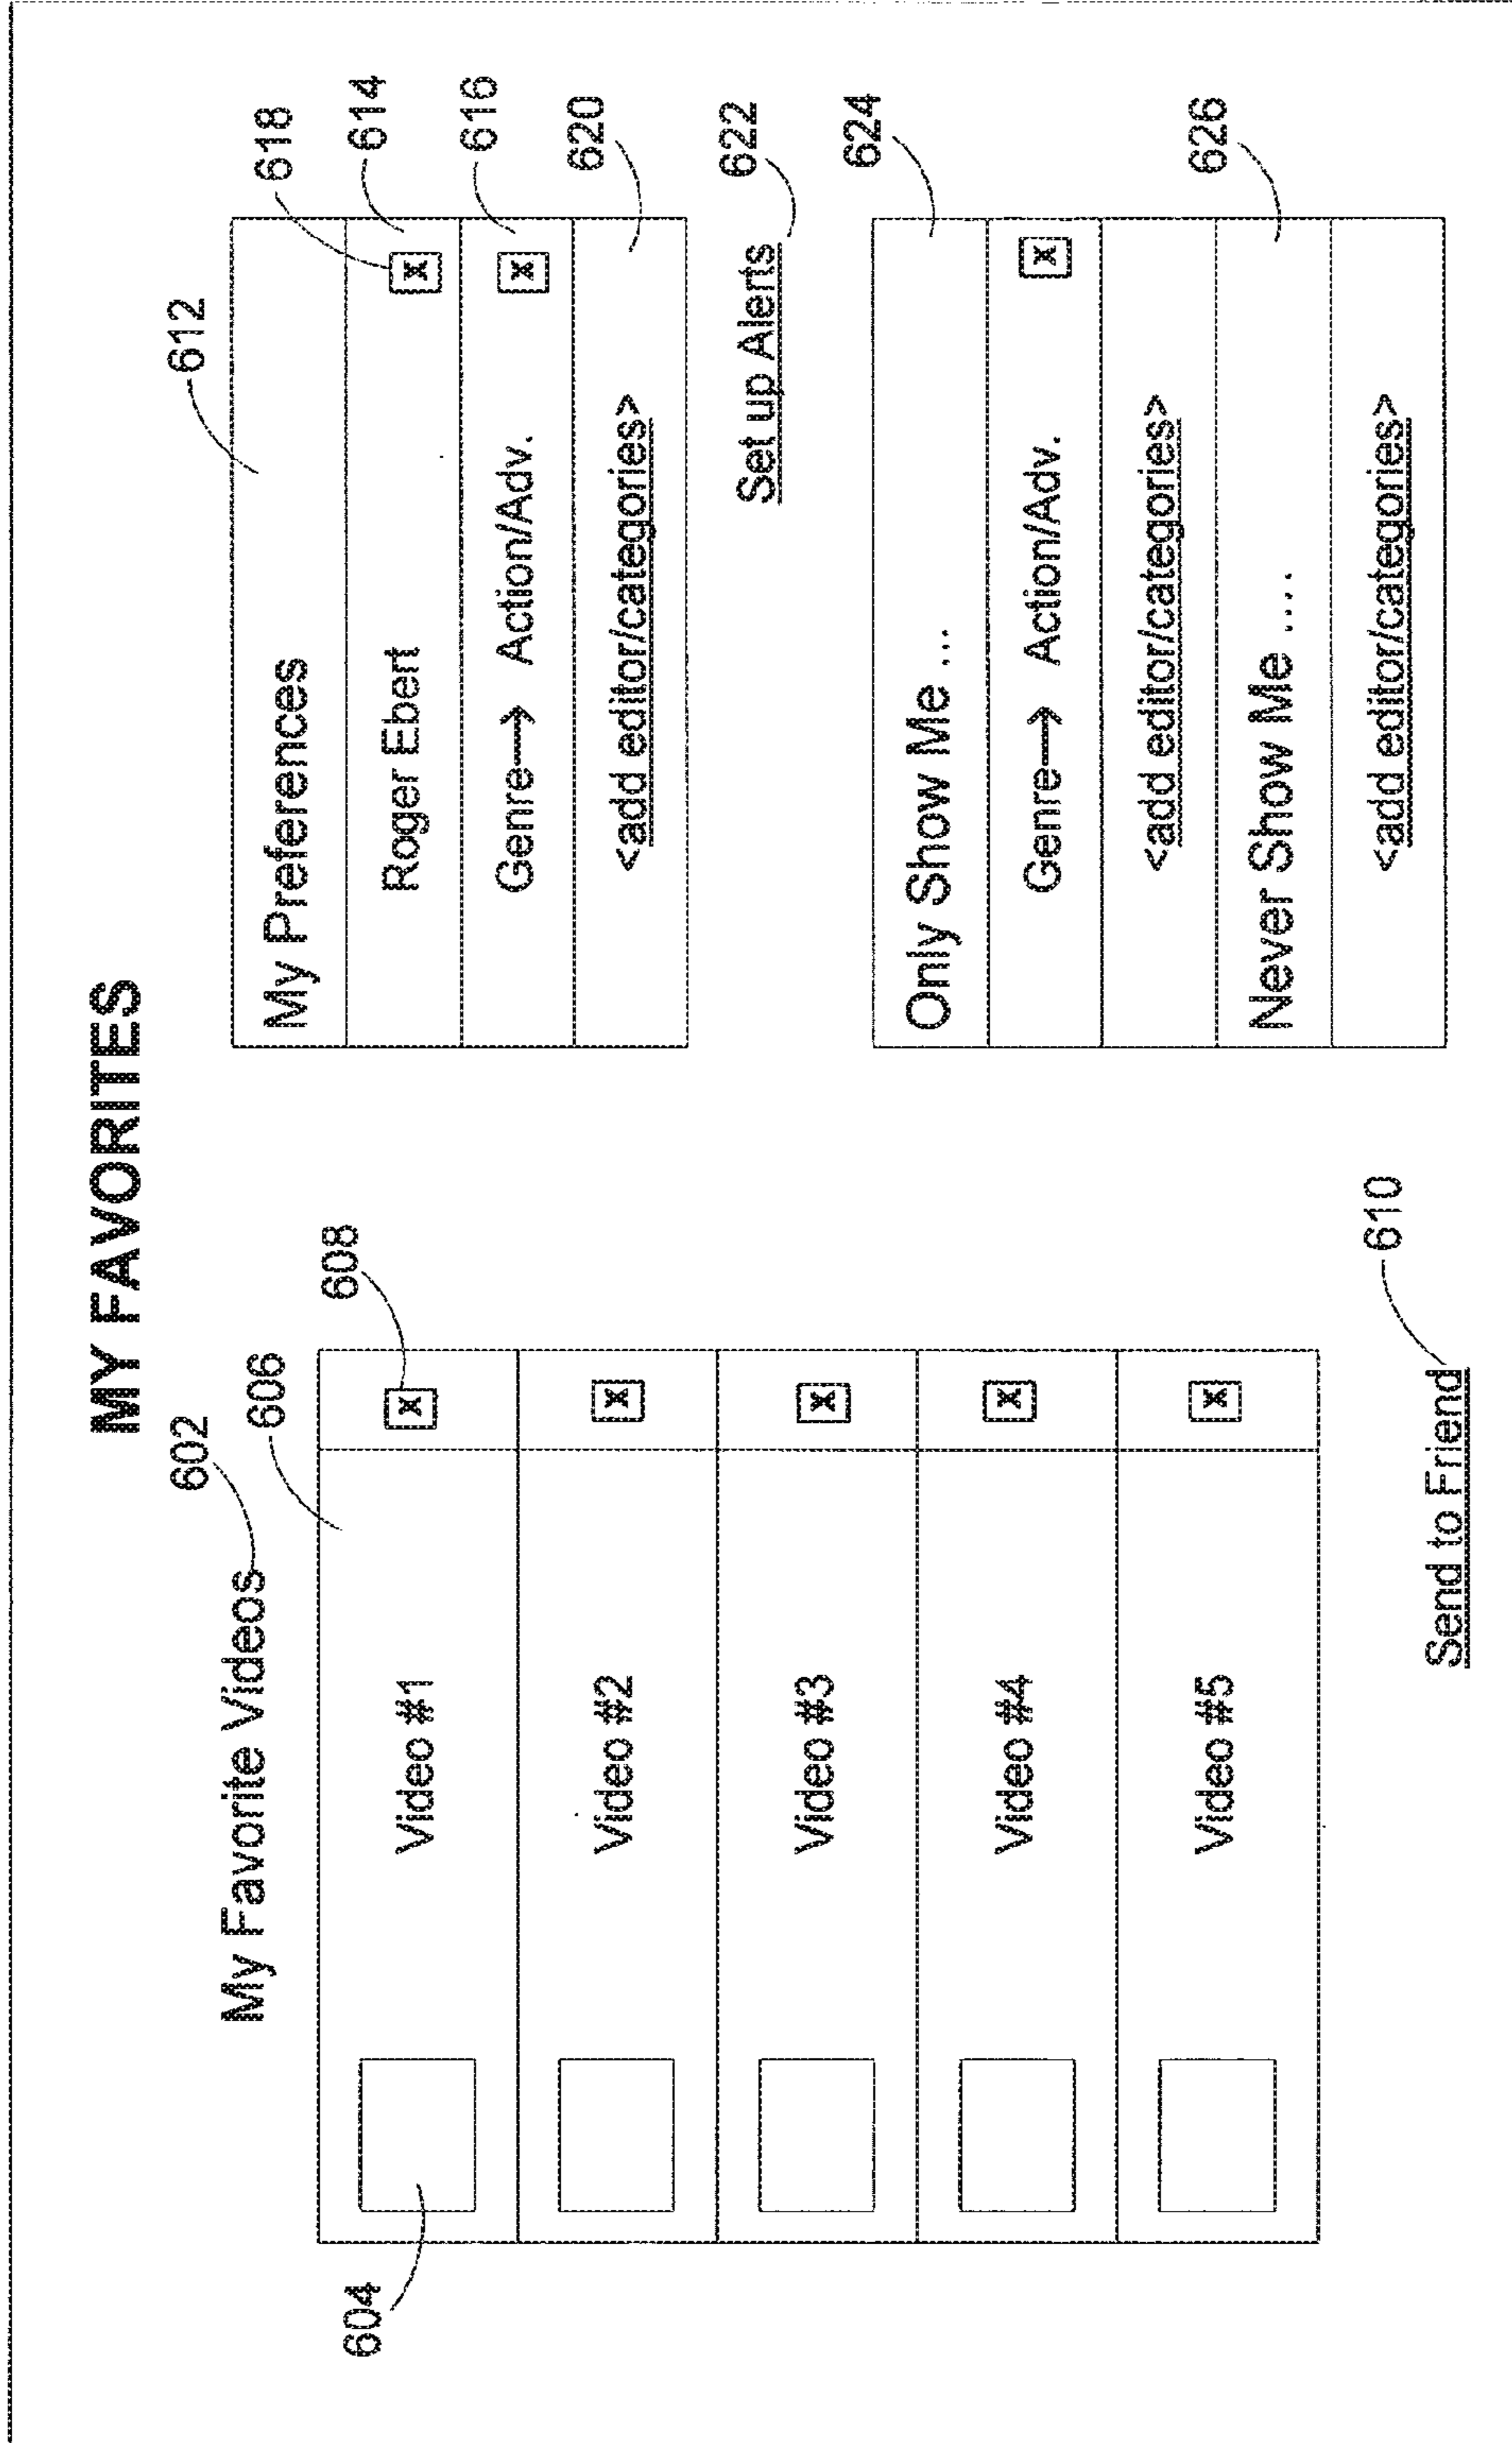 MY FAVORITES
602
My Favorite Videos
606
608
604
Video #1 X
Video #2 X
Video #3 X
Video #4 X
Video #5 X
610
Send to Friend
612
618
614
616
620
My Preferences
Roger Ebert X
Genre→ Action/Adv. X
<add editor/categories>
622
Set up Alerts
624
Only Show Me ...
Genre→ Action/Adv. X
<add editor/categories>
626
Never Show Me ....
<add editor/categories>